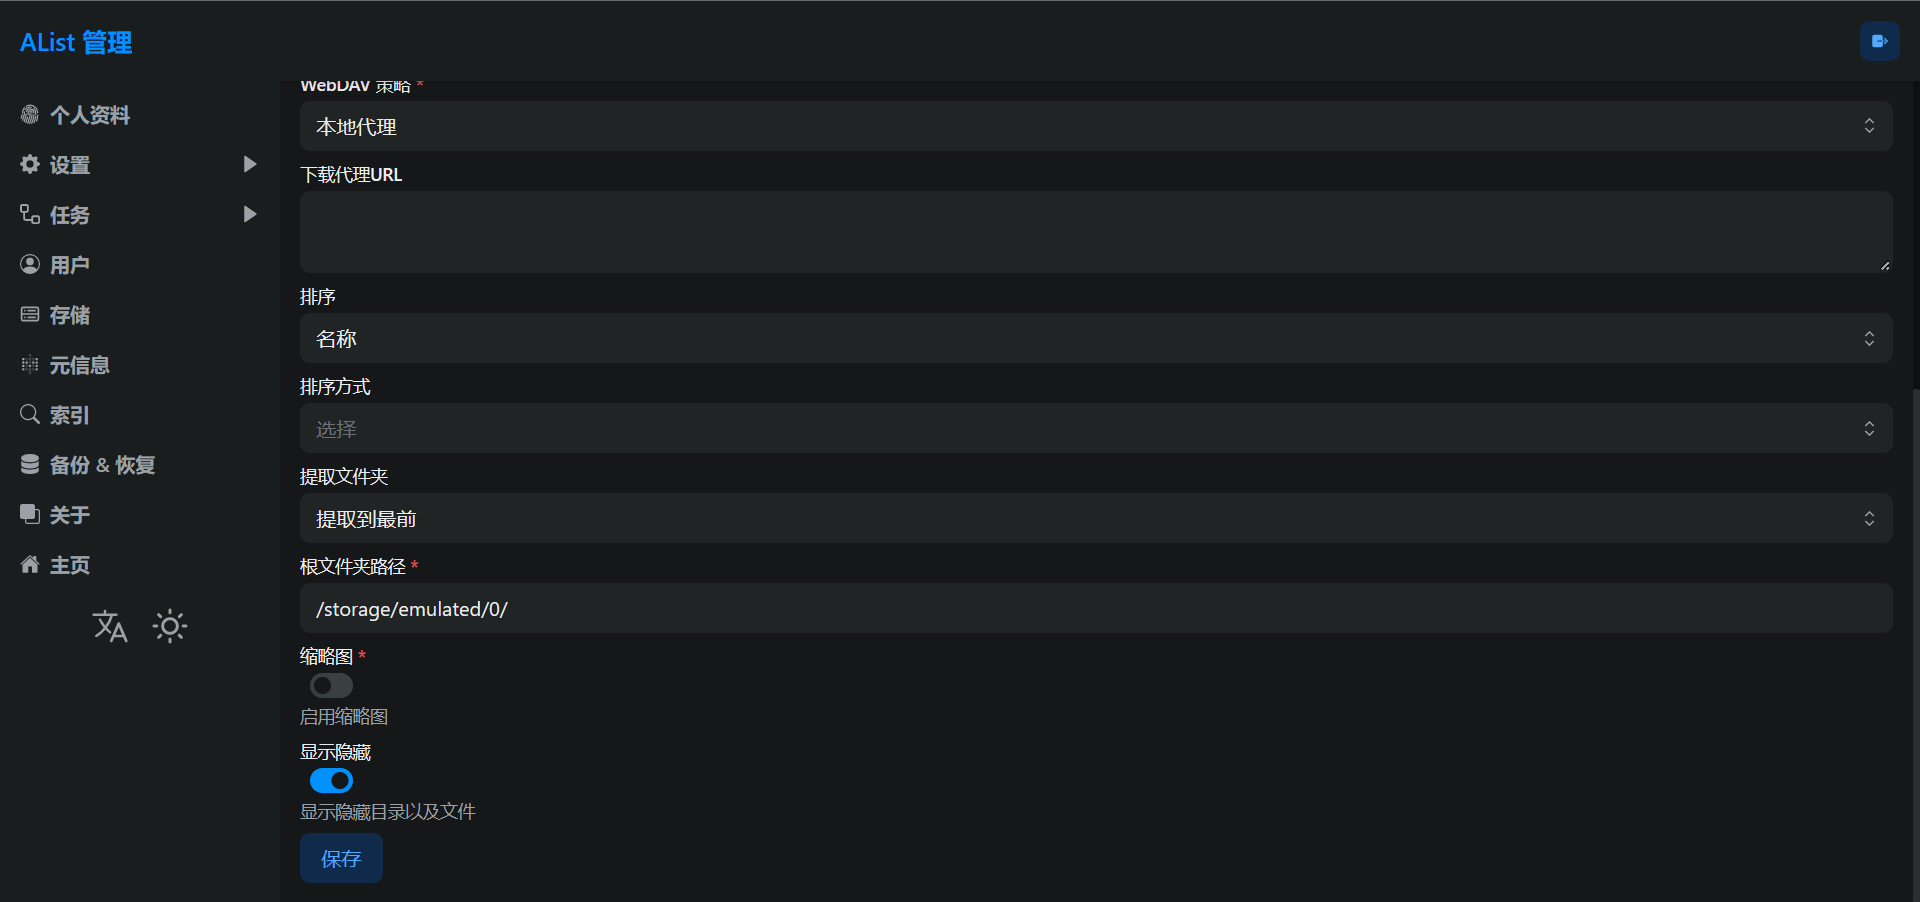 AList 管理
个人资料
设置
任务
用户
存储
元信息
索引
备份 & 恢复
关于
主页
WebDAV 策略 *
本地代理
下载代理URL
排序
名称
排序方式
选择
提取文件夹
提取到最前
根文件夹路径 *
/storage/emulated/0/
缩略图 *
启用缩略图
显示隐藏
显示隐藏目录以及文件
保存